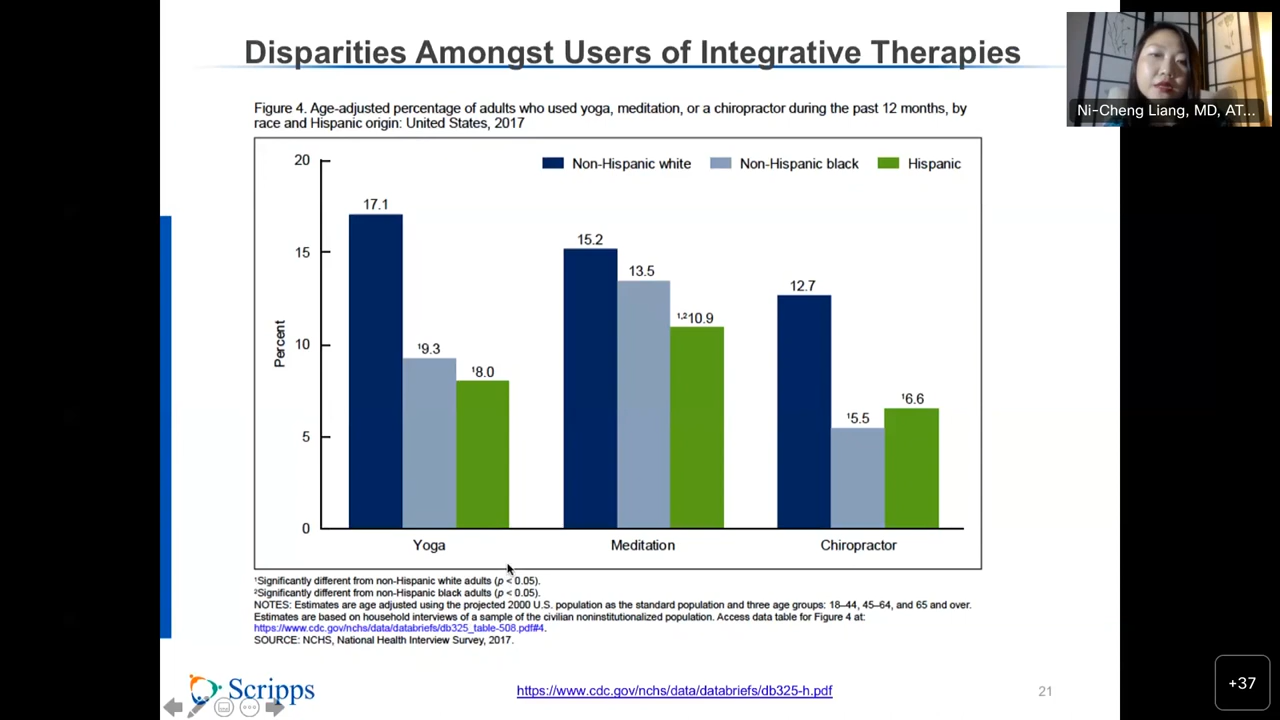 Disparities Amongst Users of Integrative Therapies
Ni-Cheng Liang, MD, AT...
Figure 4. Age-adjusted percentage of adults who used yoga, meditation, or a chiropractor during the past 12 months, by
race and Hispanic origin: United States, 2017
Non-Hispanic white
Non-Hispanic black
Hispanic
Percent
20
15
10
5
0
17.1
¹9.3
¹8.0
15.2
13.5
¹,²10.9
12.7
¹5.5
¹6.6
Yoga
Meditation
Chiropractor
¹Significantly different from non-Hispanic white adults (p < 0.05).
²Significantly different from non-Hispanic black adults (p < 0.05).
NOTES: Estimates are age adjusted using the projected 2000 U.S. population as the standard population and three age groups: 18–44, 45–64, and 65 and over.
Estimates are based on household interviews of a sample of the civilian noninstitutionalized population. Access data table for Figure 4 at:
https://www.cdc.gov/nchs/data/databriefs/db325_table-508.pdf#4.
SOURCE: NCHS, National Health Interview Survey, 2017.
Scripps
https://www.cdc.gov/nchs/data/databriefs/db325-h.pdf
21
+37